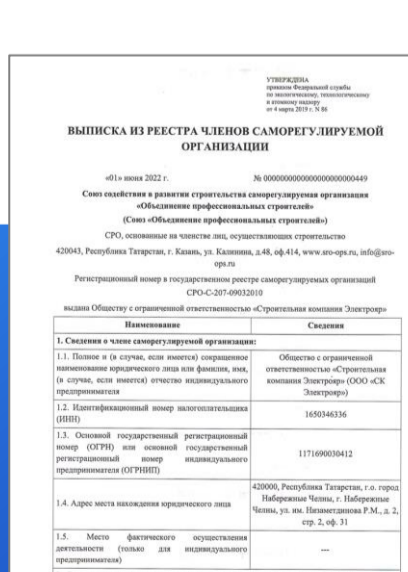 УТВЕРЖДЕНА
приказом Федеральной службы
по экологическому, технологическому
и атомному надзору
от 4 марта 2019 г. N 86
ВЫПИСКА ИЗ РЕЕСТРА ЧЛЕНОВ САМОРЕГУЛИРУЕМОЙ
ОРГАНИЗАЦИИ
«01» июня 2022 г. № 0000000000000000000000449
Союз содействия в развитии строительства саморегулируемая организация
«Объединение профессиональных строителей»
(Союз «Объединение профессиональных строителей»)
СРО, основанные на членстве лиц, осуществляющих строительство
420043, Республика Татарстан, г. Казань, ул. Калинина, д.48, оф.414, www.sro-ops.ru, info@sro-
ops.ru
Регистрационный номер в государственном реестре саморегулируемых организаций
СРО-С-207-09032010
выдана Обществу с ограниченной ответственностью «Строительная компания Электрояр»
Наименование Сведения
1. Сведения о члене саморегулируемой организации:
1.1. Полное и (в случае, если имеется) сокращенное
наименование юридического лица или фамилия, имя,
(в случае, если имеется) отчество индивидуального
предпринимателя
Общество с ограниченной
ответственностью «Строительная
компания Электрояр» (ООО «СК
Электрояр»)
1.2. Идентификационный номер налогоплательщика
(ИНН)
1650346336
1.3. Основной государственный регистрационный
номер (ОГРН) или основной государственный
регистрационный номер индивидуального
предпринимателя (ОГРНИП)
1171690030412
1.4. Адрес места нахождения юридического лица
420000, Республика Татарстан, г.о. город
Набережные Челны, г. Набережные
Челны, ул. им. Низаметдинова Р.М., д. 2,
стр. 2, оф. 31
1.5. Место фактического осуществления
деятельности (только для индивидуального
предпринимателя)
---